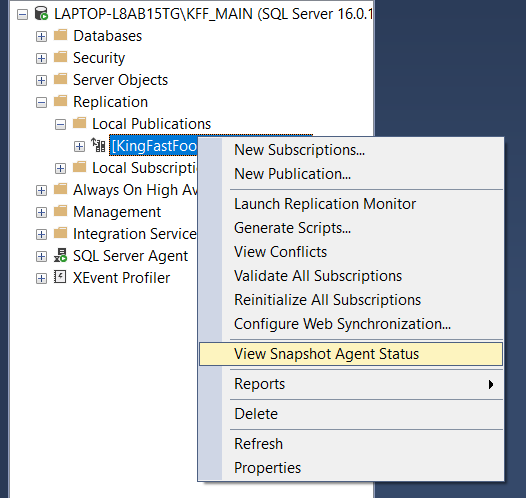 LAPTOP-L8AB15TG\KFF_MAIN (SQL Server 16.0.1
Databases
Security
Server Objects
Replication
Local Publications
[KingFastFoo
Local Subscripti
Always On High Av
Management
Integration Service
SQL Server Agent
XEvent Profiler
New Subscriptions...
New Publication...
Launch Replication Monitor
Generate Scripts...
View Conflicts
Validate All Subscriptions
Reinitialize All Subscriptions
Configure Web Synchronization...
View Snapshot Agent Status
Reports
Delete
Refresh
Properties